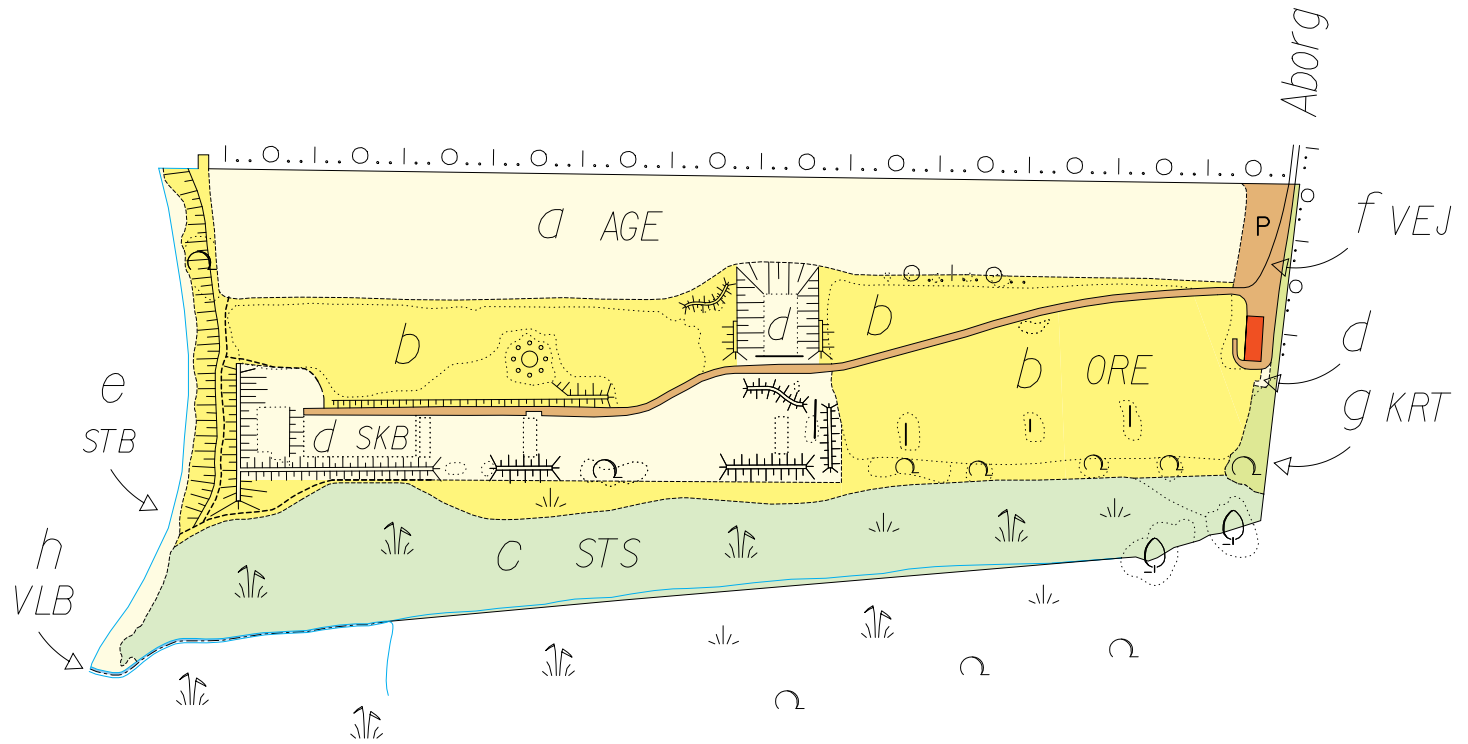 Aborg
a AGE
P
f VEJ
b
d
b
b ORE
d
e
STB
d SKB
g KRT
h
VLB
c STS